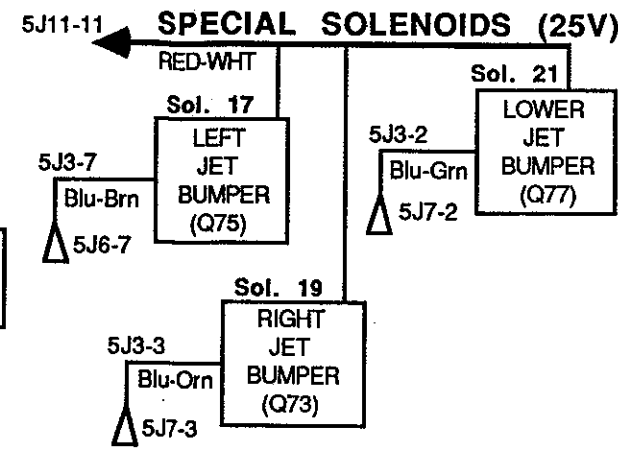 5J11-11
SPECIAL SOLENOIDS (25V)
RED-WHT
Sol. 17
LEFT
JET
BUMPER
(Q75)
5J3-7
Blu-Brn
5J6-7
Sol. 21
LOWER
JET
BUMPER
(Q77)
5J3-2
Blu-Grn
5J7-2
Sol. 19
RIGHT
JET
BUMPER
(Q73)
5J3-3
Blu-Orn
5J7-3